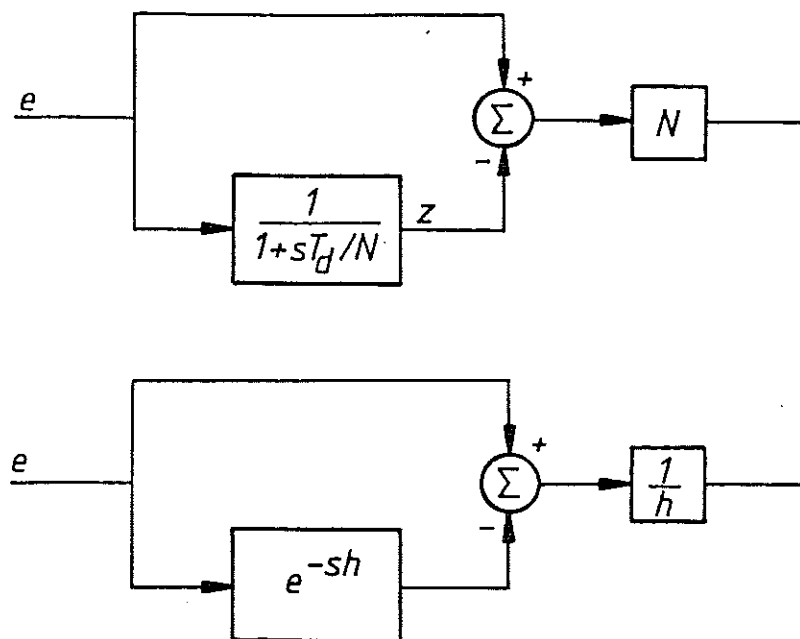 +
e
Σ
N
-
1
z
1+sT_d/N
+
e
Σ
1
h
-
e^{-sh}